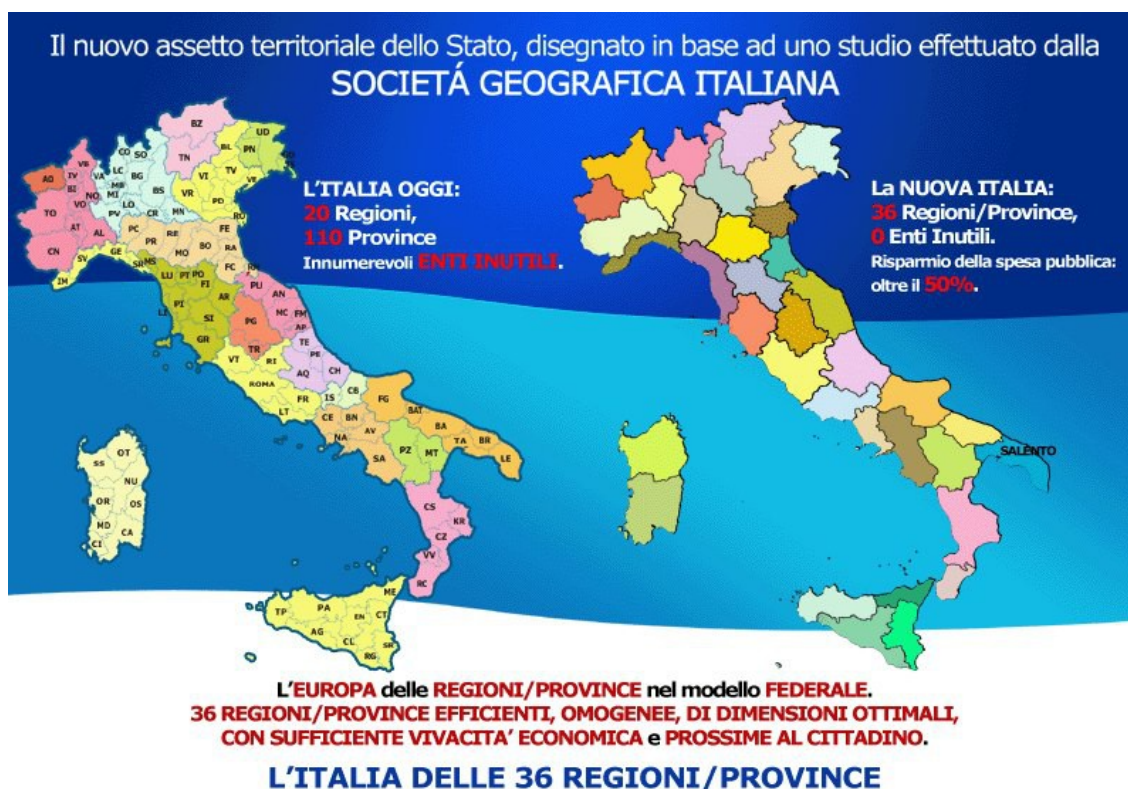 Il nuovo assetto territoriale dello Stato, disegnato in base ad uno studio effettuato dalla
SOCIETÁ GEOGRAFICA ITALIANA
L'ITALIA OGGI:
20 Regioni,
110 Province
Innumerevoli ENTI INUTILI.
La NUOVA ITALIA:
36 Regioni/Province,
0 Enti Inutili.
Risparmio della spesa pubblica:
oltre il 50%.
BZ
TN
BL
UD
PN
TV
VE
VI
VR
PD
RO
CO
SO
VA
LC
BG
MB
MI
BS
LO
PV
CR
MN
VB
AO
BI
NO
VO
TO
AT
AL
CN
IM
SV
GE
PC
PR
RE
MO
BO
FE
RA
FC
MS
LU
PT
PO
FI
LI
PI
AR
SI
GR
PU
AN
MC
FM
AP
PG
TR
VT
RI
ROMA
FR
LT
TE
PE
AQ
CH
IS
CB
CE
BN
NA
AV
SA
FG
BAT
BA
TA
BR
LE
PZ
MT
CS
KR
CZ
VV
RC
SS
OT
NU
OR
OS
MD
CA
CI
ME
TP
PA
EN
CT
AG
CL
SR
RG
SALENTO
L'EUROPA delle REGIONI/PROVINCE nel modello FEDERALE.
36 REGIONI/PROVINCE EFFICIENTI, OMOGENEE, DI DIMENSIONI OTTIMALI,
CON SUFFICIENTE VIVACITA' ECONOMICA e PROSSIME AL CITTADINO.
L'ITALIA DELLE 36 REGIONI/PROVINCE